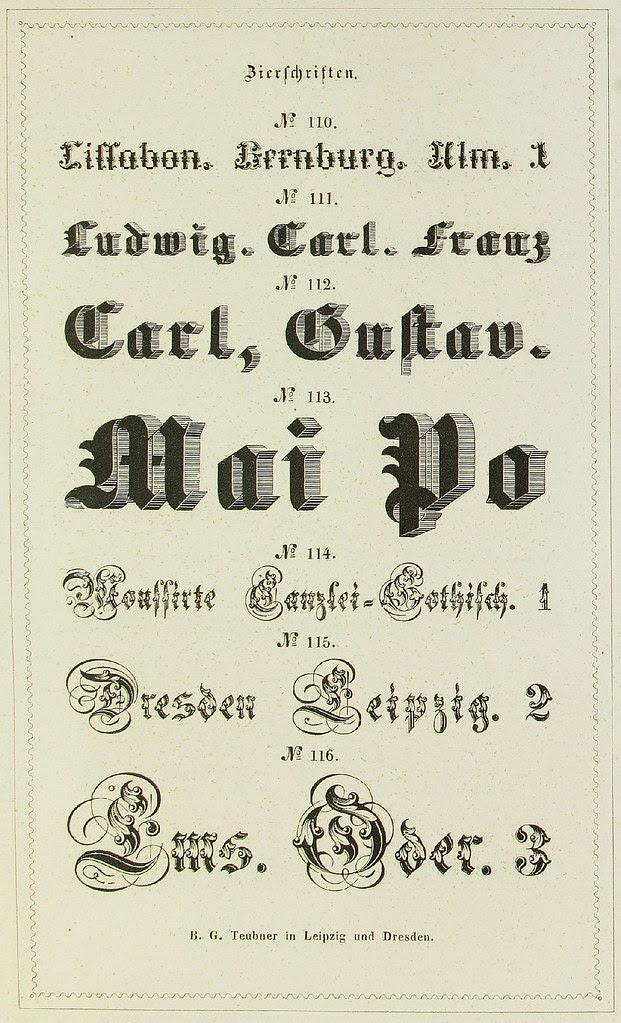 Zierschriften.
№ 110.
Lissabon. Bernburg. Ulm. 1
№ 111.
Ludwig. Carl. Franz
№ 112.
Carl, Gustav.
№ 113.
Mai Po
№ 114.
Moussirte Canzlei-Gothisch. 1
№ 115.
Dresden Leipzig. 2
№ 116.
Ems. Oder. 3
B. G. Teubner in Leipzig und Dresden.